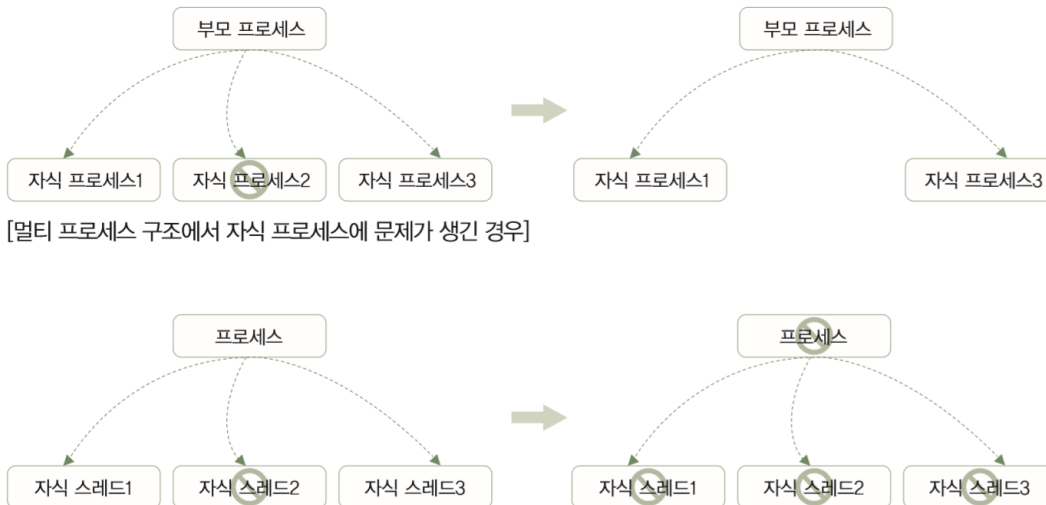 부모 프로세스 부모 프로세스
자식 프로세스1 자식 프로세스2 자식 프로세스3 자식 프로세스1 자식 프로세스3
[멀티 프로세스 구조에서 자식 프로세스에 문제가 생긴 경우]
프로세스 프로세스
자식 스레드1 자식 스레드2 자식 스레드3 자식 스레드1 자식 스레드2 자식 스레드3